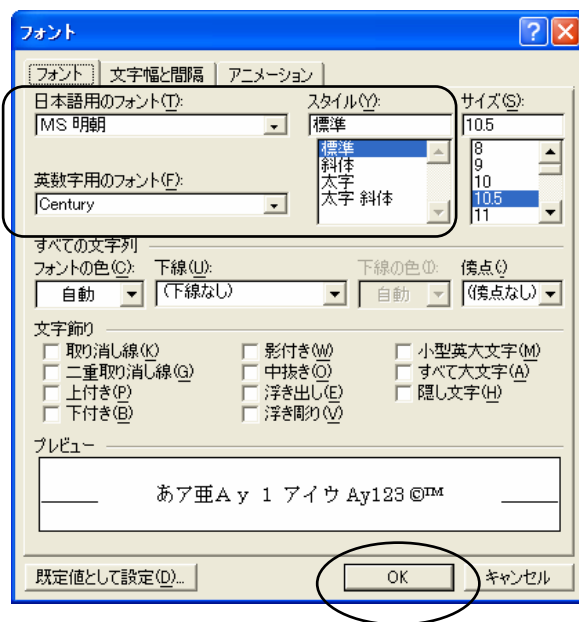 フォント
フォント 文字幅と間隔 アニメーション
日本語用のフォント(T): スタイル(Y): サイズ(S):
MS 明朝 標準 10.5
標準 8
斜体 9
太字 10
太字 斜体 10.5
11
英数字用のフォント(F):
Century
すべての文字列
フォントの色(C): 下線(U): 下線の色(I): 傍点(·)
自動 (下線なし) 自動 (傍点なし)
文字飾り
取り消し線(K) 影付き(W) 小型英大文字(M)
二重取り消し線(G) 中抜き(O) すべて大文字(A)
上付き(P) 浮き出し(E) 隠し文字(H)
下付き(B) 浮き彫り(V)
プレビュー
あア亜Ay 1 アイウ Ay123 ©™
既定値として設定(D)... OK キャンセル